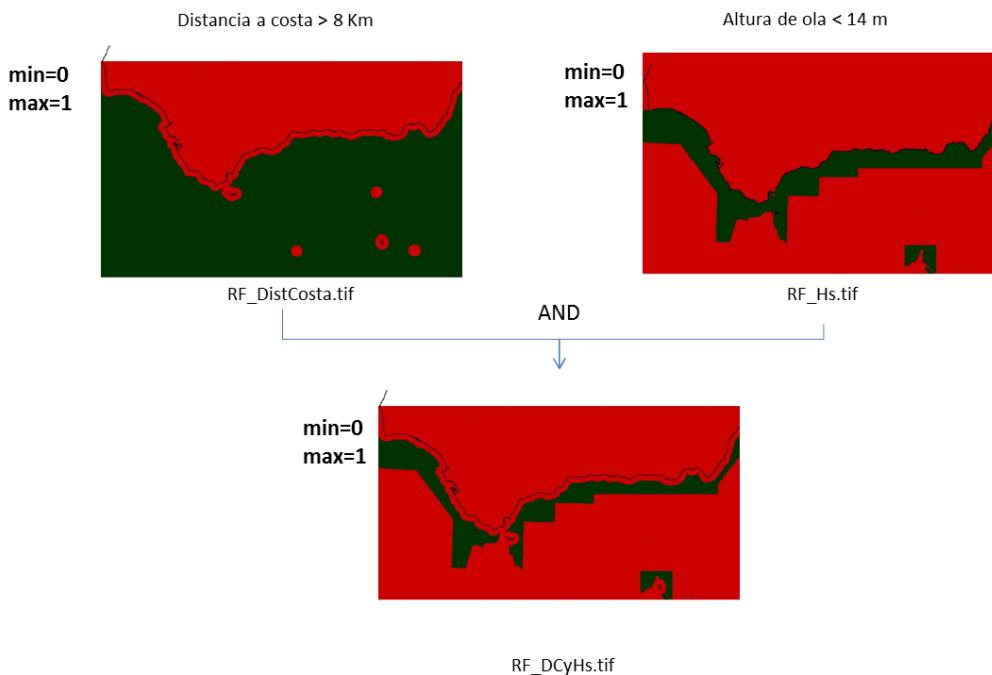 Distancia a costa > 8 Km
Altura de ola < 14 m
min=0
max=1
min=0
max=1
RF_DistCosta.tif
RF_Hs.tif
AND
min=0
max=1
RF_DCyHs.tif